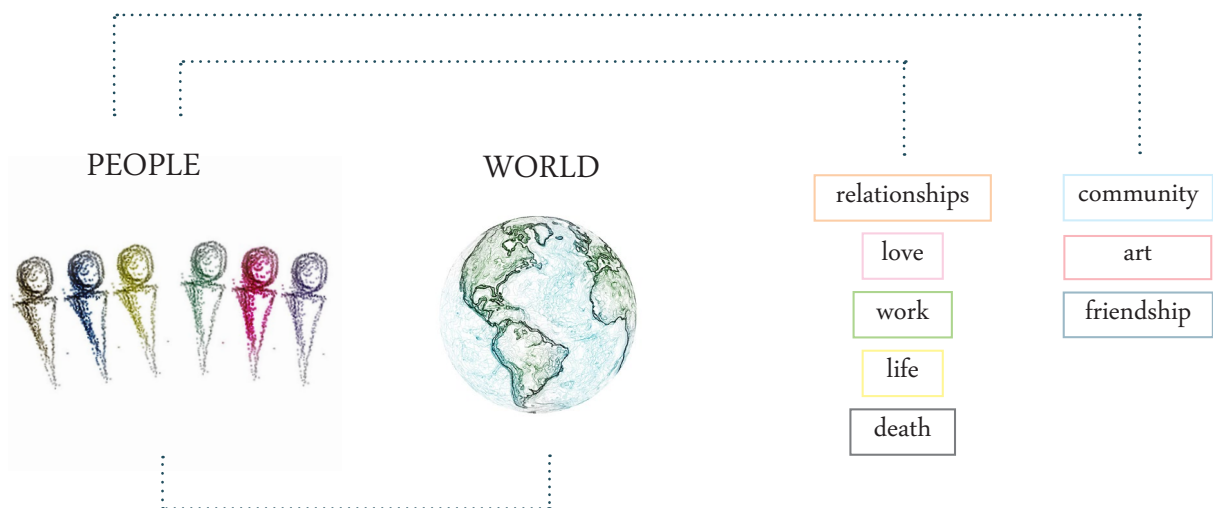 PEOPLE
WORLD
relationships
love
work
life
death
community
art
friendship